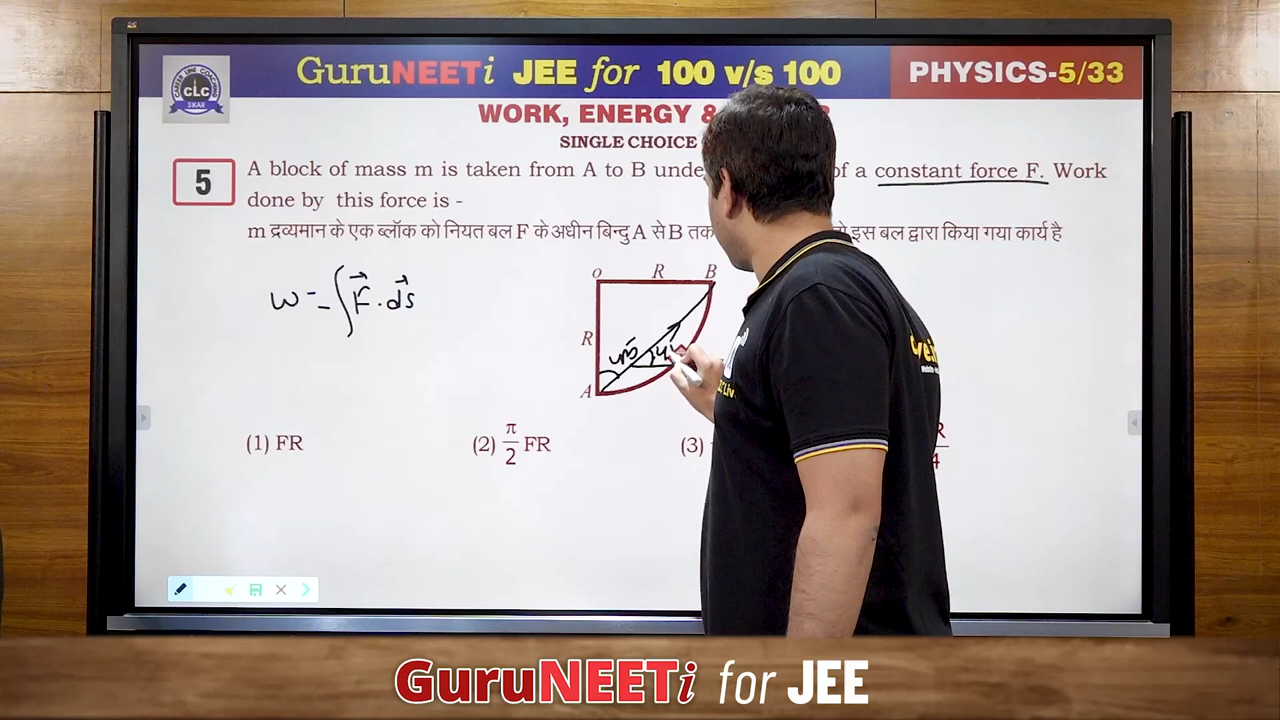 GuruNEETi JEE for 100 v/s 100
PHYSICS-5/33
CAREER LINE COACHING
CLC
SIKAR
WORK, ENERGY &
SINGLE CHOICE
5
A block of mass m is taken from A to B of a constant force F. Work
done by this force is -
m द्रव्यमान के एक ब्लॉक को नियत बल F के अधीन बिन्दु A से B तक इस बल द्वारा किया गया कार्य है
W = ∫ F⃗ . ds⃗
O R B
R
45°
A
(1) FR
(2) π/2 FR
(3)
R
4
GuruNEETi for JEE